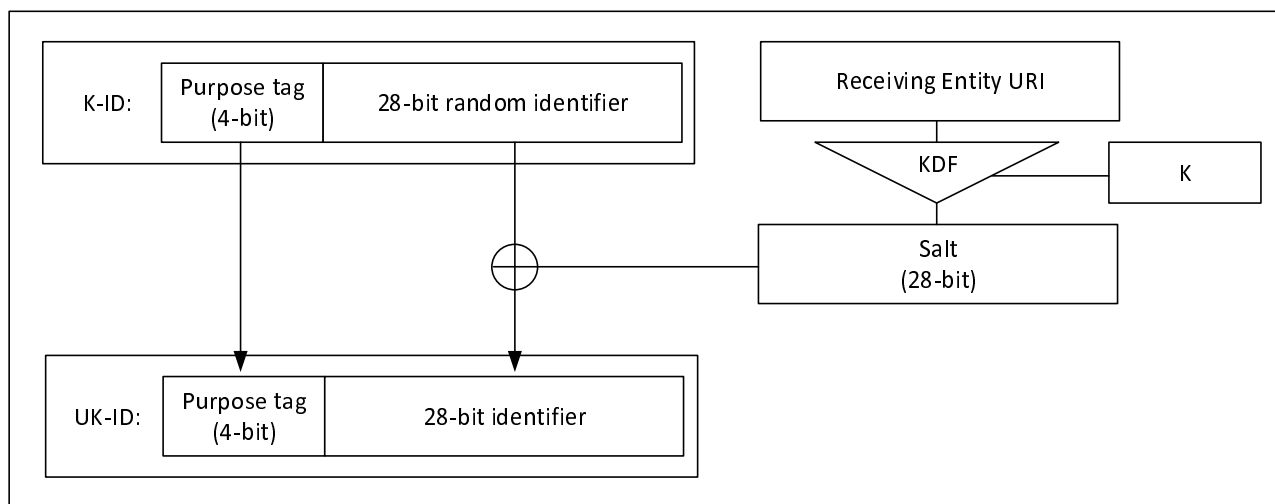 K-ID:
Purpose tag
(4-bit)
28-bit random identifier
Receiving Entity URI
KDF
K
Salt
(28-bit)
UK-ID:
Purpose tag
(4-bit)
28-bit identifier